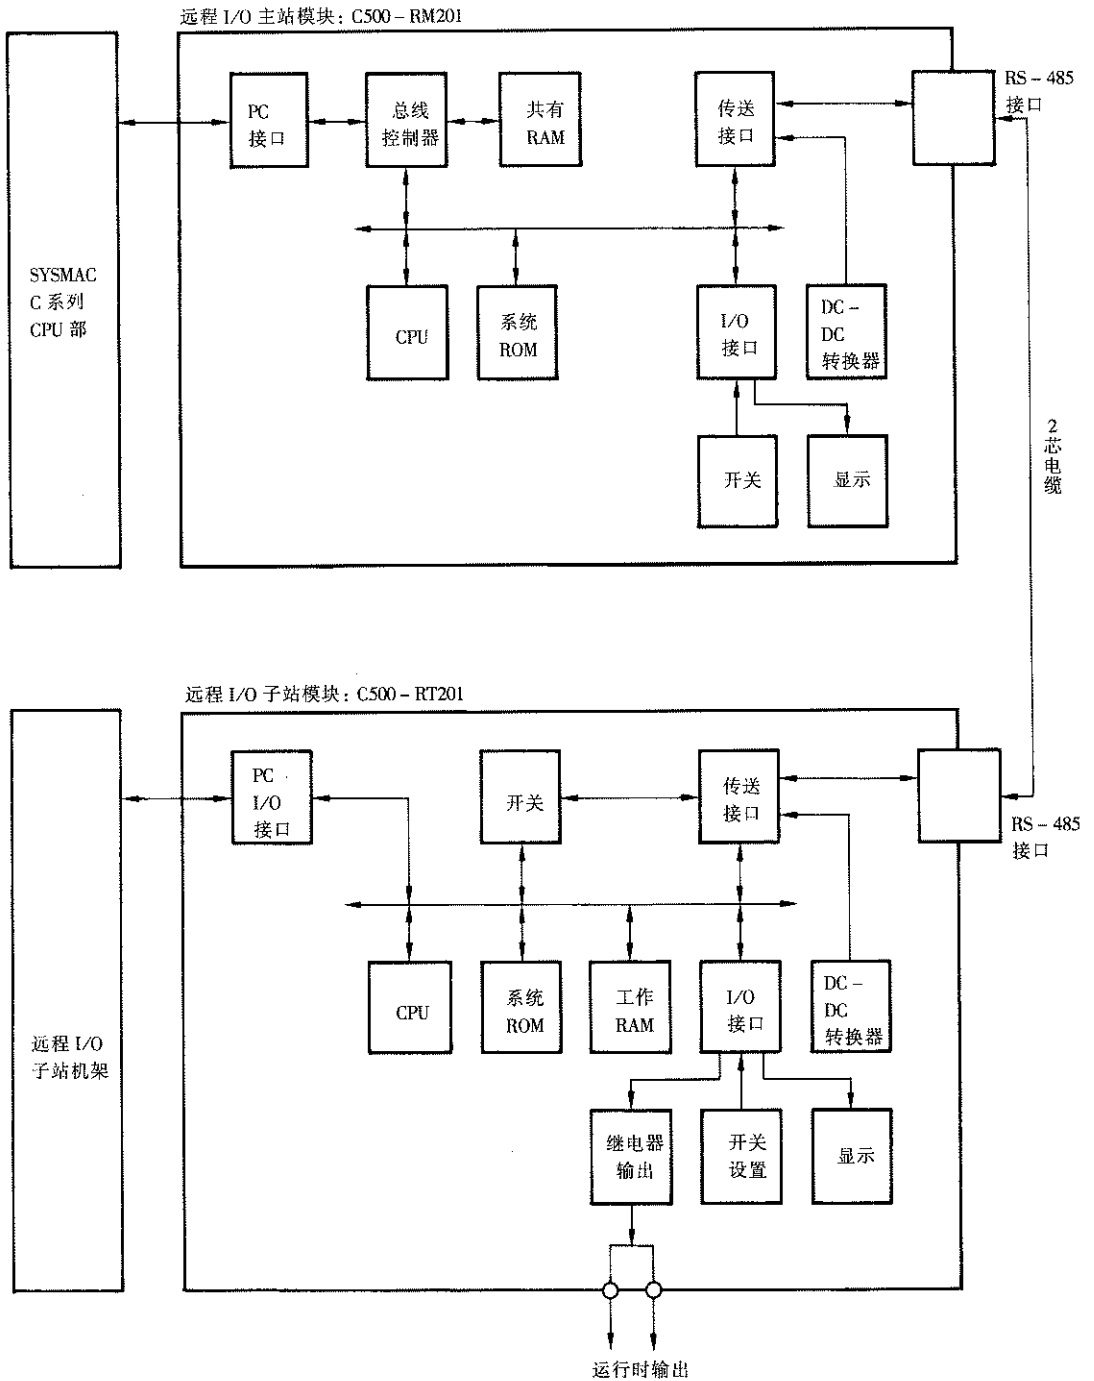 远程 I/O 主站模块: C500-RM201
SYSMAC
C 系列
CPU 部
PC
接口
总线
控制器
共有
RAM
传送
接口
RS-485
接口
CPU
系统
ROM
I/O
接口
DC-
DC
转换器
开关
显示
2
芯
电
缆
远程 I/O 子站模块: C500-RT201
远程 I/O
子站机架
PC
I/O
接口
开关
传送
接口
RS-485
接口
CPU
系统
ROM
工作
RAM
I/O
接口
DC-
DC
转换器
继电器
输出
开关
设置
显示
运行时输出